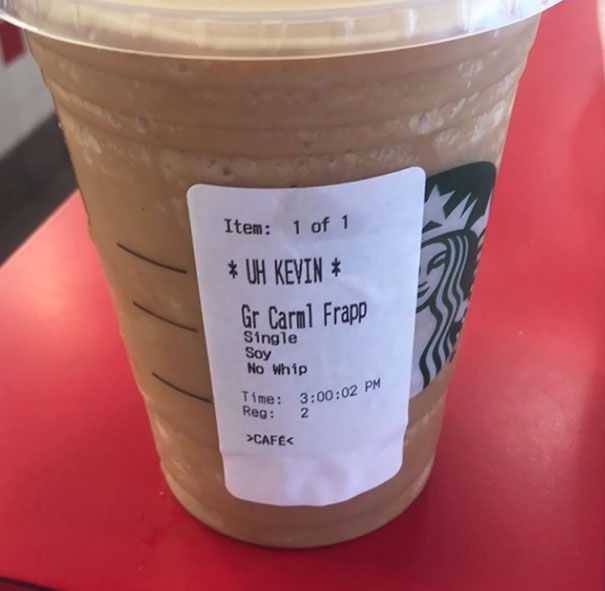 Item: 1 of 1
* UH KEVIN *
Gr Carml Frapp
Single
Soy
No Whip
Time: 3:00:02 PM
Reg: 2
>CAFÉ<